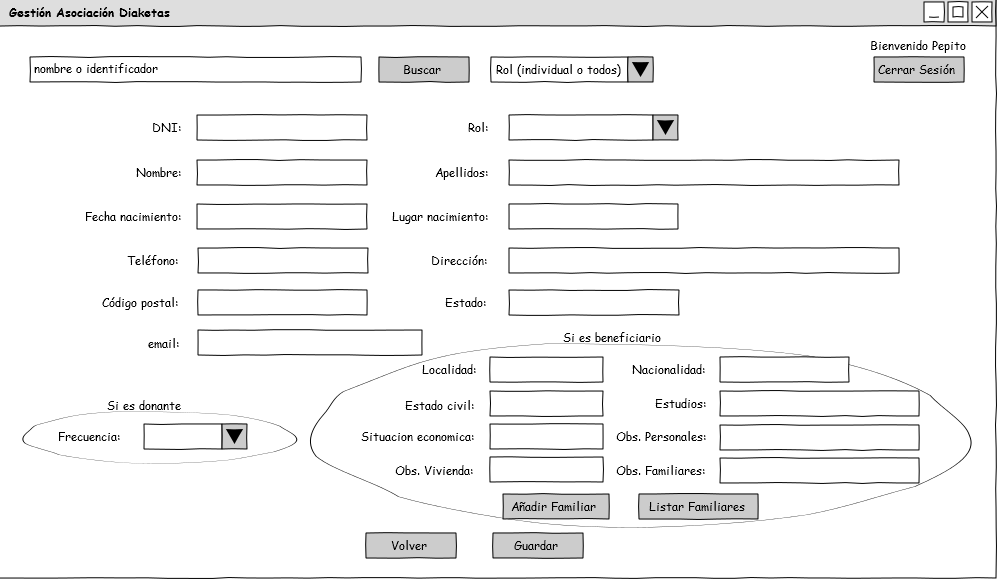 Gestión Asociación Diaketas
Bienvenido Pepito
nombre o identificador Buscar Rol (individual o todos) Cerrar Sesión
DNI: Rol:
Nombre: Apellidos:
Fecha nacimiento: Lugar nacimiento:
Teléfono: Dirección:
Código postal: Estado:
email:
Si es beneficiario
Localidad: Nacionalidad:
Estado civil: Estudios:
Si es donante
Frecuencia: Situacion economica: Obs. Personales:
Obs. Vivienda: Obs. Familiares:
Añadir Familiar Listar Familiares
Volver Guardar